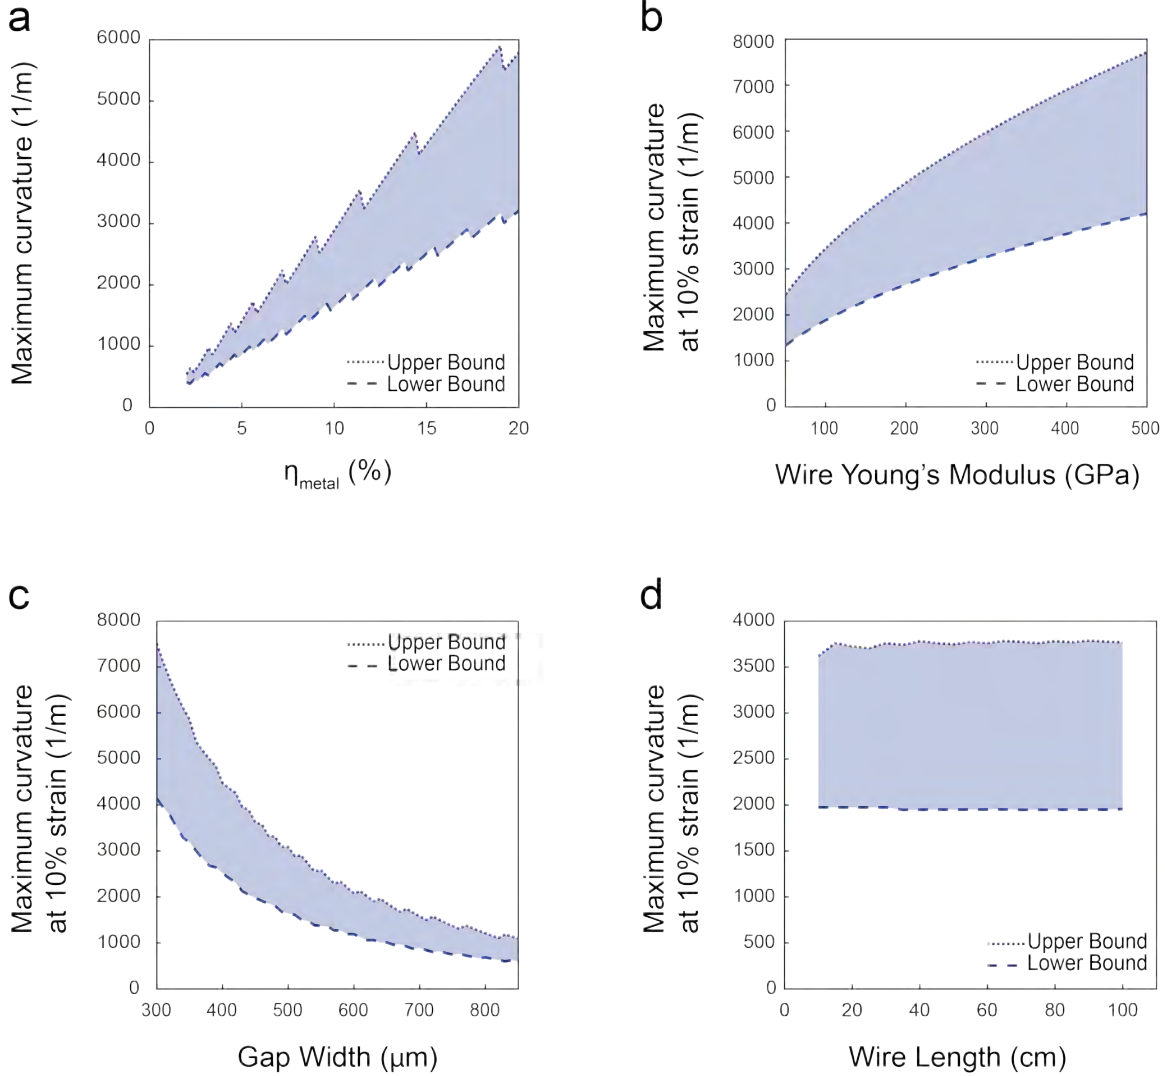 a
6000
5000
4000
3000
2000
1000
0
0 5 10 15 20
Maximum curvature (1/m)
ηmetal (%)
Upper Bound
Lower Bound
b
8000
7000
6000
5000
4000
3000
2000
1000
0
100 200 300 400 500
Maximum curvature
at 10% strain (1/m)
Wire Young's Modulus (GPa)
Upper Bound
Lower Bound
c
8000
7000
6000
5000
4000
3000
2000
1000
0
300 400 500 600 700 800
Maximum curvature
at 10% strain (1/m)
Gap Width (μm)
Upper Bound
Lower Bound
d
4000
3500
3000
2500
2000
1500
1000
500
0
0 20 40 60 80 100
Maximum curvature
at 10% strain (1/m)
Wire Length (cm)
Upper Bound
Lower Bound